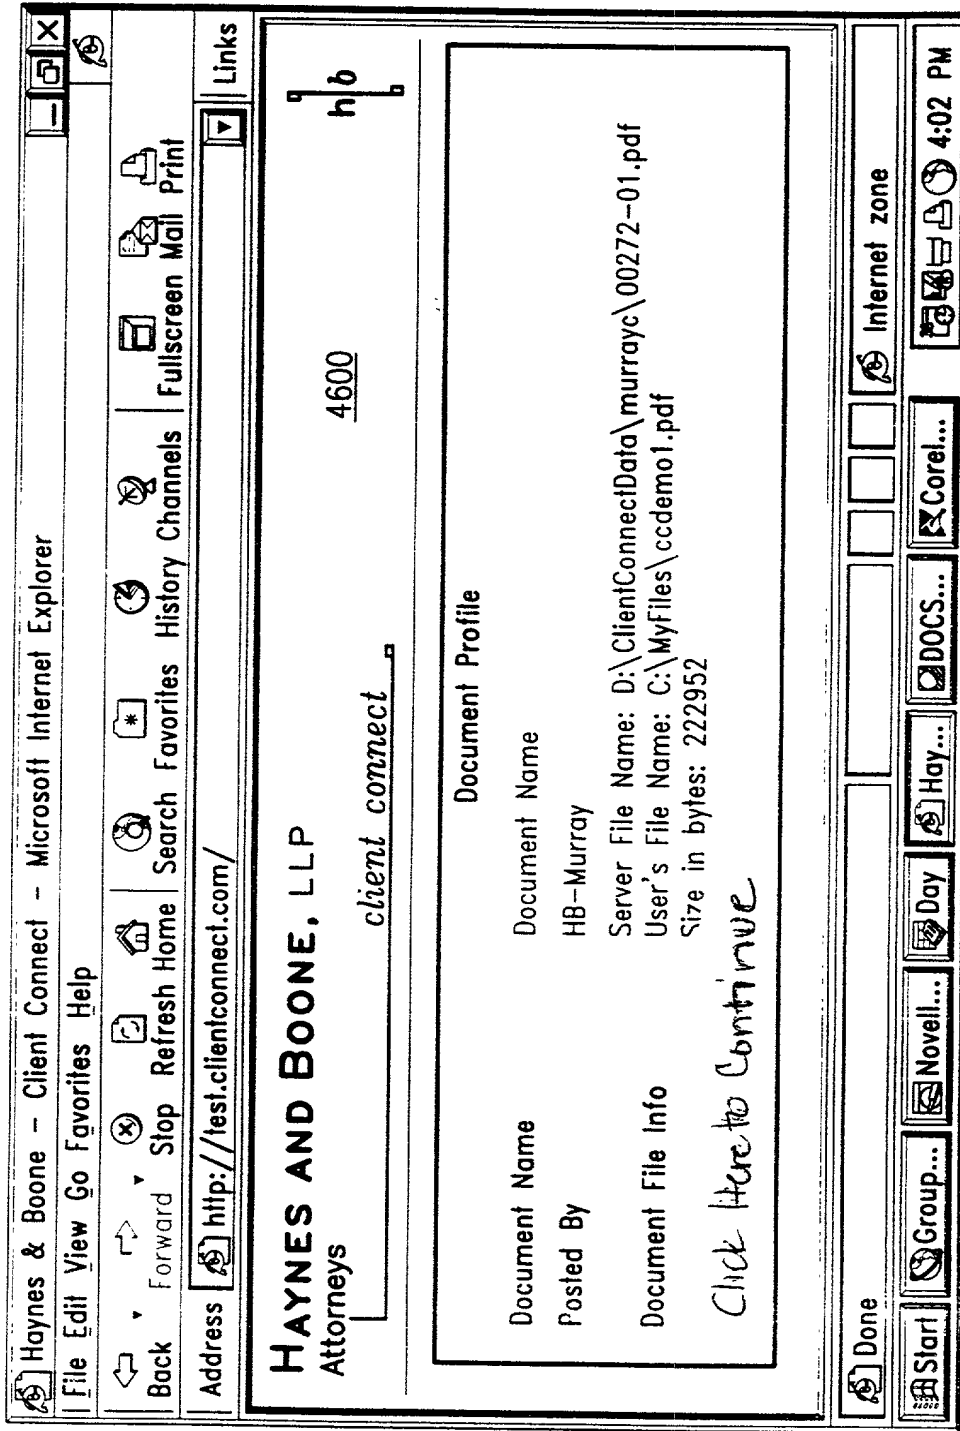 Haynes & Boone – Client Connect – Microsoft Internet Explorer
File Edit View Go Favorites Help
Back Forward Stop Refresh Home Search Favorites History Channels Fullscreen Mail Print
Address http://test.clientconnect.com/ Links
HAYNES AND BOONE, LLP
Attorneys
client connect
4600
h b
Document Profile
Document Name Document Name
Posted By HB-Murray
Document File Info Server File Name: D:\ClientConnectData\murrayc\00272-01.pdf
User's File Name: C:\MyFiles\ccdemo1.pdf
Size in bytes: 222952
Click Here to Continue
Done Internet zone
Start Group... Novell... Day Hay... DOCS... Corel... 4:02 PM